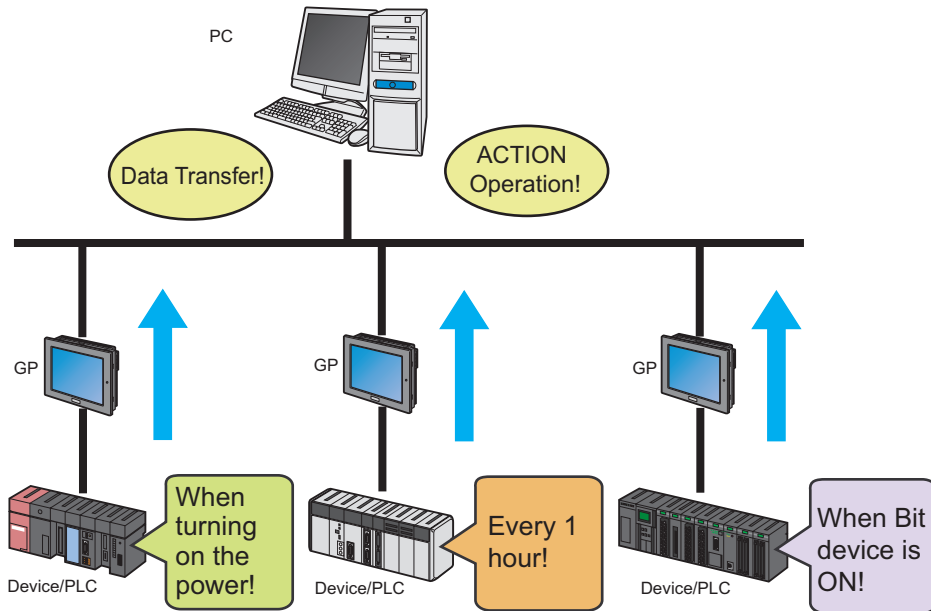 PC
Data Transfer!
ACTION
Operation!
GP
GP
GP
When
turning
on the
power!
Every 1
hour!
When Bit
device is
ON!
Device/PLC
Device/PLC
Device/PLC